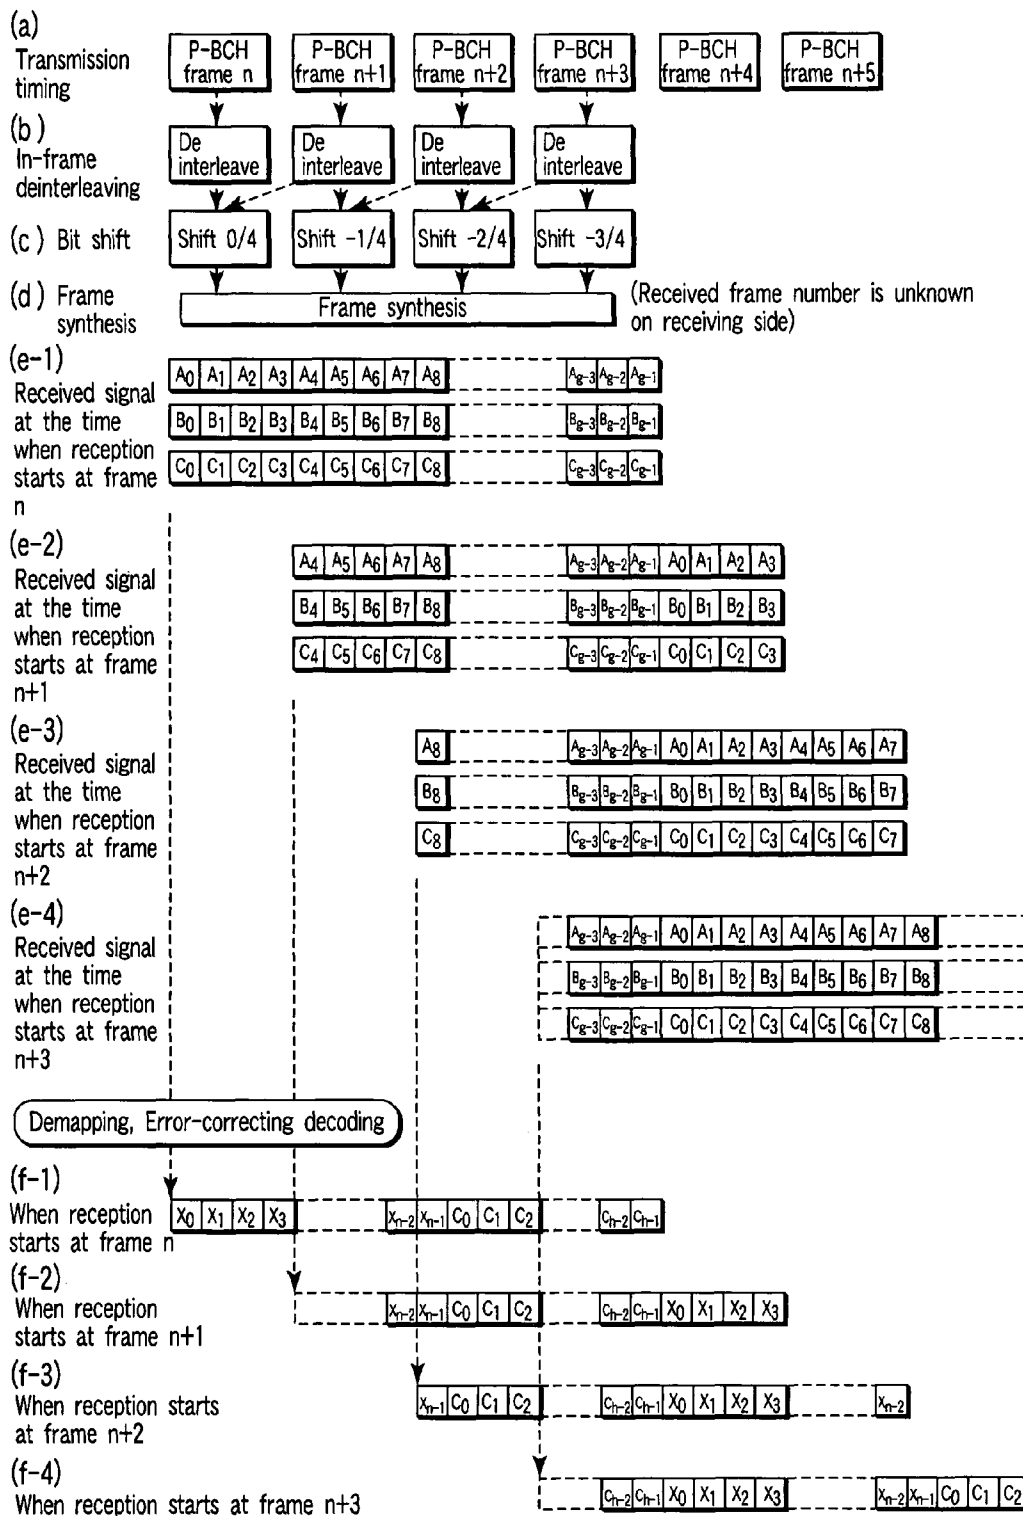 (a)
Transmission
timing
P-BCH
frame n
P-BCH
frame n+1
P-BCH
frame n+2
P-BCH
frame n+3
P-BCH
frame n+4
P-BCH
frame n+5
(b)
In-frame
deinterleaving
De
interleave
De
interleave
De
interleave
De
interleave
(c) Bit shift
Shift 0/4
Shift -1/4
Shift -2/4
Shift -3/4
(d) Frame
synthesis
Frame synthesis
(Received frame number is unknown
on receiving side)
(e-1)
Received signal
at the time
when reception
starts at frame
n
A0 A1 A2 A3 A4 A5 A6 A7 A8 Ag-3 Ag-2 Ag-1
B0 B1 B2 B3 B4 B5 B6 B7 B8 Bg-3 Bg-2 Bg-1
C0 C1 C2 C3 C4 C5 C6 C7 C8 Cg-3 Cg-2 Cg-1
(e-2)
Received signal
at the time
when reception
starts at frame
n+1
A4 A5 A6 A7 A8 Ag-3 Ag-2 Ag-1 A0 A1 A2 A3
B4 B5 B6 B7 B8 Bg-3 Bg-2 Bg-1 B0 B1 B2 B3
C4 C5 C6 C7 C8 Cg-3 Cg-2 Cg-1 C0 C1 C2 C3
(e-3)
Received signal
at the time
when reception
starts at frame
n+2
A8 Ag-3 Ag-2 Ag-1 A0 A1 A2 A3 A4 A5 A6 A7
B8 Bg-3 Bg-2 Bg-1 B0 B1 B2 B3 B4 B5 B6 B7
C8 Cg-3 Cg-2 Cg-1 C0 C1 C2 C3 C4 C5 C6 C7
(e-4)
Received signal
at the time
when reception
starts at frame
n+3
Ag-3 Ag-2 Ag-1 A0 A1 A2 A3 A4 A5 A6 A7 A8
Bg-3 Bg-2 Bg-1 B0 B1 B2 B3 B4 B5 B6 B7 B8
Cg-3 Cg-2 Cg-1 C0 C1 C2 C3 C4 C5 C6 C7 C8
Demapping, Error-correcting decoding
(f-1)
When reception
starts at frame n
X0 X1 X2 X3 Xn-2 Xn-1 C0 C1 C2 Ch-2 Ch-1
(f-2)
When reception
starts at frame n+1
Xn-2 Xn-1 C0 C1 C2 Ch-2 Ch-1 X0 X1 X2 X3
(f-3)
When reception starts
at frame n+2
Xn-1 C0 C1 C2 Ch-2 Ch-1 X0 X1 X2 X3 Xn-2
(f-4)
When reception starts at frame n+3
Ch-2 Ch-1 X0 X1 X2 X3 Xn-2 Xn-1 C0 C1 C2